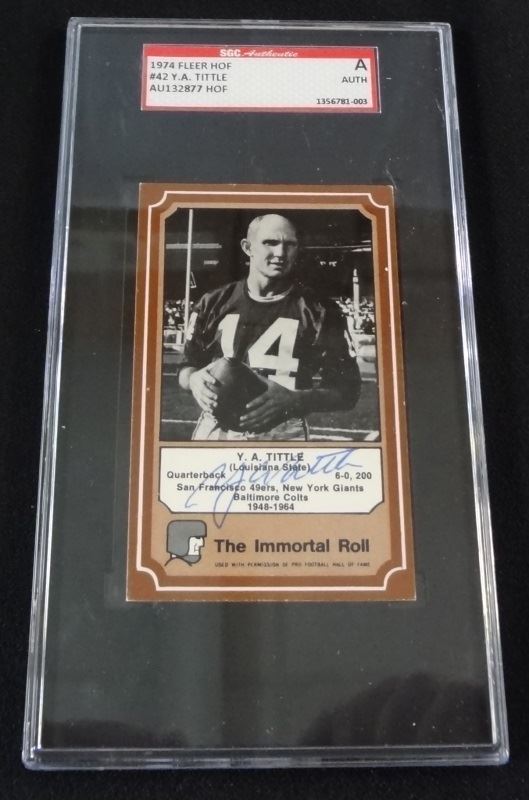 SGC Authentic
1974 FLEER HOF A
#42 Y.A. TITTLE AUTH
AU132877 HOF
1356781-003
14
Y. A. TITTLE
(Louisiana State)
Quarterback 6-0, 200
San Francisco 49ers, New York Giants
Baltimore Colts
1948-1964
Y A Tittle
The Immortal Roll
USED WITH PERMISSION OF PRO FOOTBALL HALL OF FAME